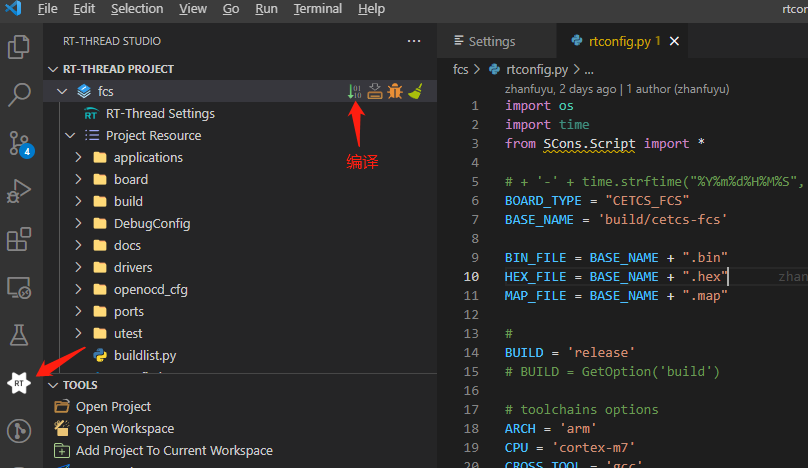 File Edit Selection View Go Run Terminal Help rtcor
RT-THREAD STUDIO
RT-THREAD PROJECT
fcs
编译
RT RT-Thread Settings
Project Resource
applications
board
build
DebugConfig
docs
drivers
openocd_cfg
ports
utest
buildlist.py
TOOLS
Open Project
Open Workspace
Add Project To Current Workspace
4
RT
Settings rtconfig.py 1
fcs > rtconfig.py > ...
zhanfuyu, 2 days ago | 1 author (zhanfuyu)
1 import os
2 import time
3 from SCons.Script import *
4
5 # + '-' + time.strftime("%Y%m%d%H%M%S",
6 BOARD_TYPE = "CETCS_FCS"
7 BASE_NAME = 'build/cetcs-fcs'
8
9 BIN_FILE = BASE_NAME + ".bin"
10 HEX_FILE = BASE_NAME + ".hex" zhan
11 MAP_FILE = BASE_NAME + ".map"
12
13 #
14 BUILD = 'release'
15 # BUILD = GetOption('build')
16
17 # toolchains options
18 ARCH = 'arm'
19 CPU = 'cortex-m7'
20 CROSS_TOOL = 'gcc'